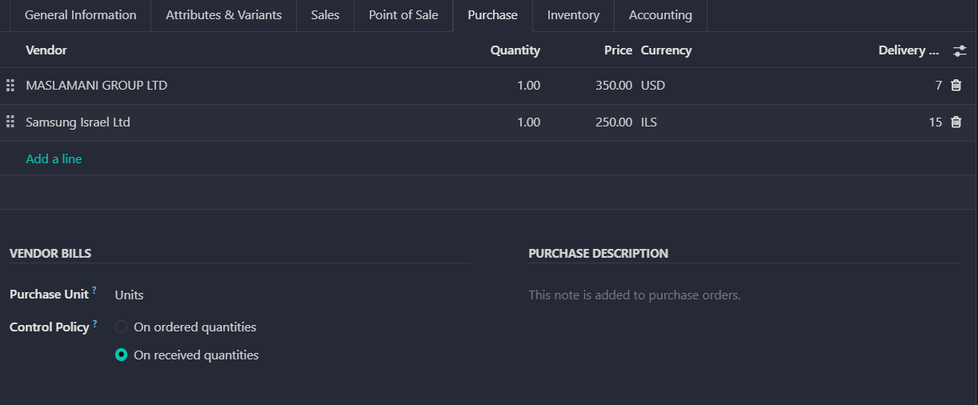 General Information Attributes & Variants Sales Point of Sale Purchase Inventory Accounting
Vendor Quantity Price Currency Delivery ...
MASLAMANI GROUP LTD 1.00 350.00 USD 7
Samsung Israel Ltd 1.00 250.00 ILS 15
Add a line
VENDOR BILLS PURCHASE DESCRIPTION
Purchase Unit ? Units This note is added to purchase orders.
Control Policy ? On ordered quantities
On received quantities